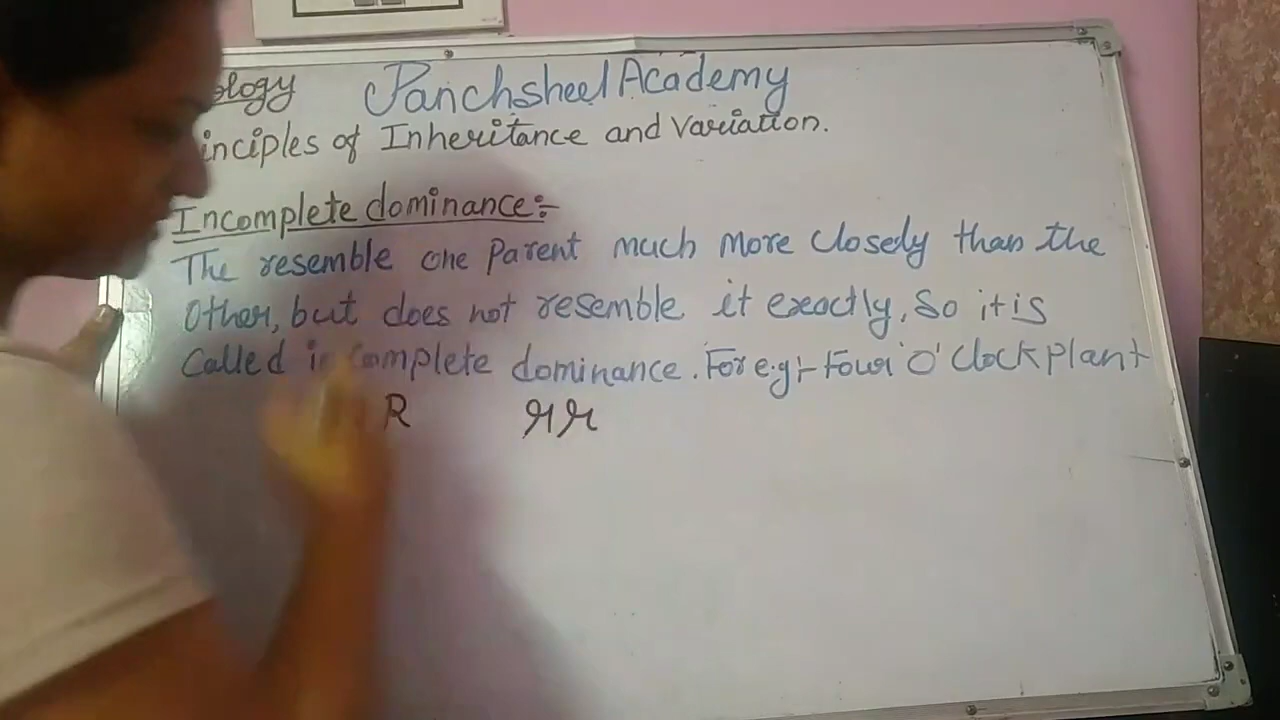 ology Panchsheel Academy
inciples of Inheritance and Variation.
Incomplete dominance:-
The resemble one Parent much more closely than the
Other, but does not resemble it exactly, So it is
Called incomplete dominance. For e.g:- Four O' Clock plant
R rr